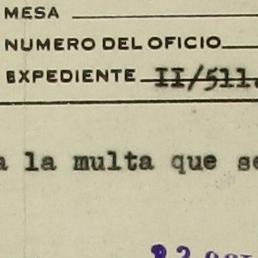 MESA
NUMERO DEL OFICIO
EXPEDIENTE II/511.
a la multa que se